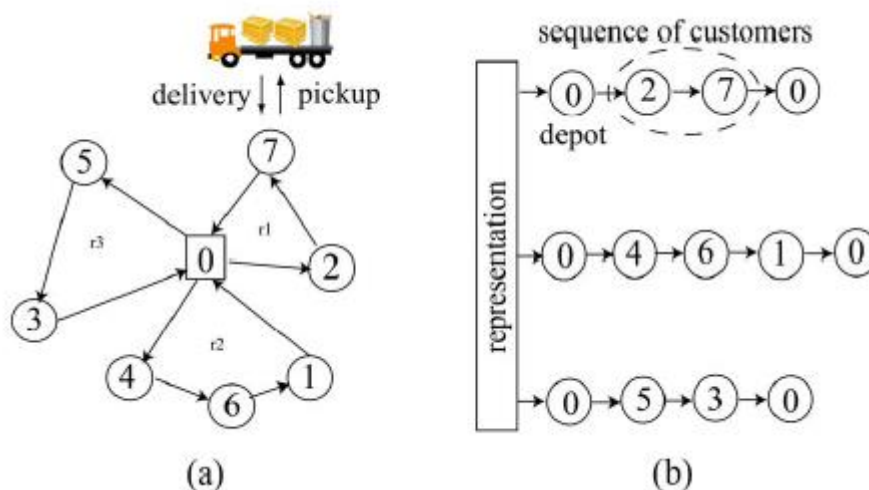 delivery pickup
5
7
r3
r1
0
2
3
r2
4
1
6
(a)
sequence of customers
0 2 7 0
depot
representation
0 4 6 1 0
0 5 3 0
(b)